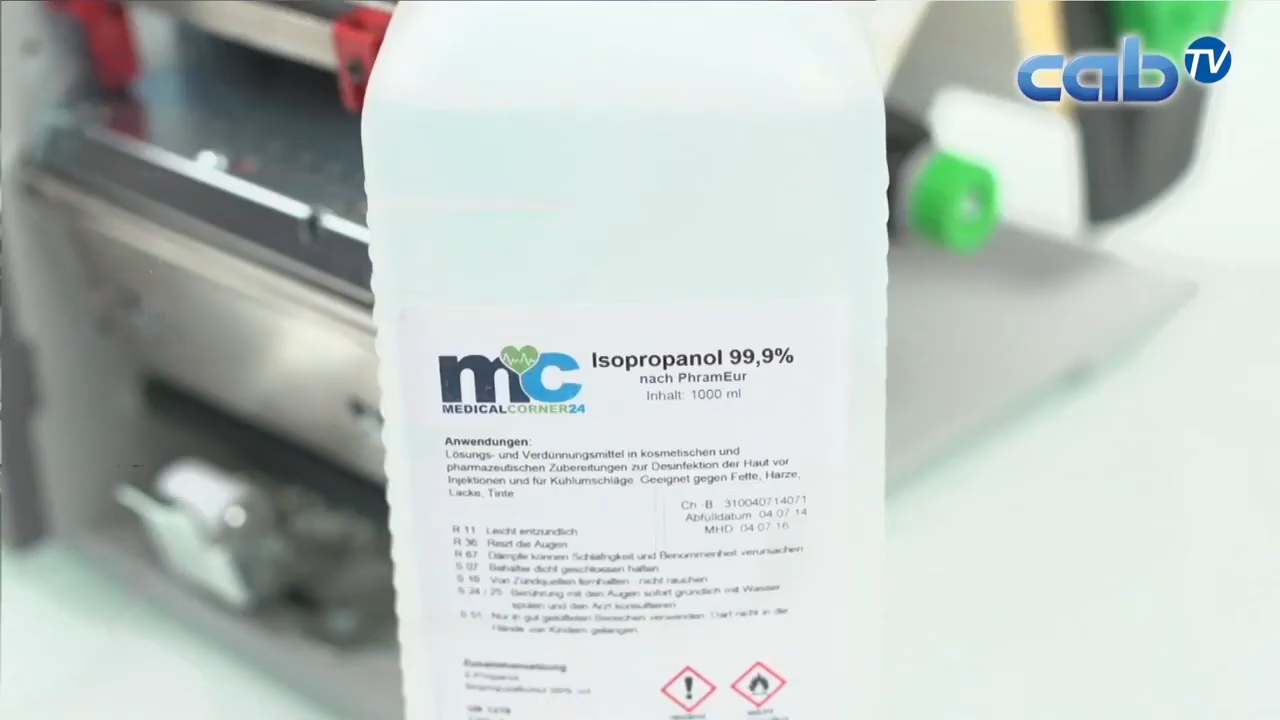 cab TV
mc
MEDICALCORNER24
Isopropanol 99,9%
nach PhramEur
Inhalt: 1000 ml
Anwendungen:
Lösungs- und Verdünnungsmittel in kosmetischen und
pharmazeutischen Zubereitungen zur Desinfektion der Haut vor
Injektionen und für Kühlumschläge Geeignet gegen Fette, Harze,
Lacke, Tinte
Ch.-B. 310040714071
Abfülldatum 04.07.14
MHD 04.07.16
R 11 Leicht entzündlich
R 36 Reizt die Augen
R 67 Dämpfe können Schläfrigkeit und Benommenheit verursachen
S 07 Behälter dicht geschlossen halten
S 16 Von Zündquellen fernhalten - nicht rauchen
S 24 / 25 Berührung mit den Augen sofort gründlich mit Wasser
spülen und den Arzt konsultieren
S 51 Nur in gut gelüfteten Bereichen verwenden. Darf nicht in die
Hände von Kindern gelangen
Zusammensetzung